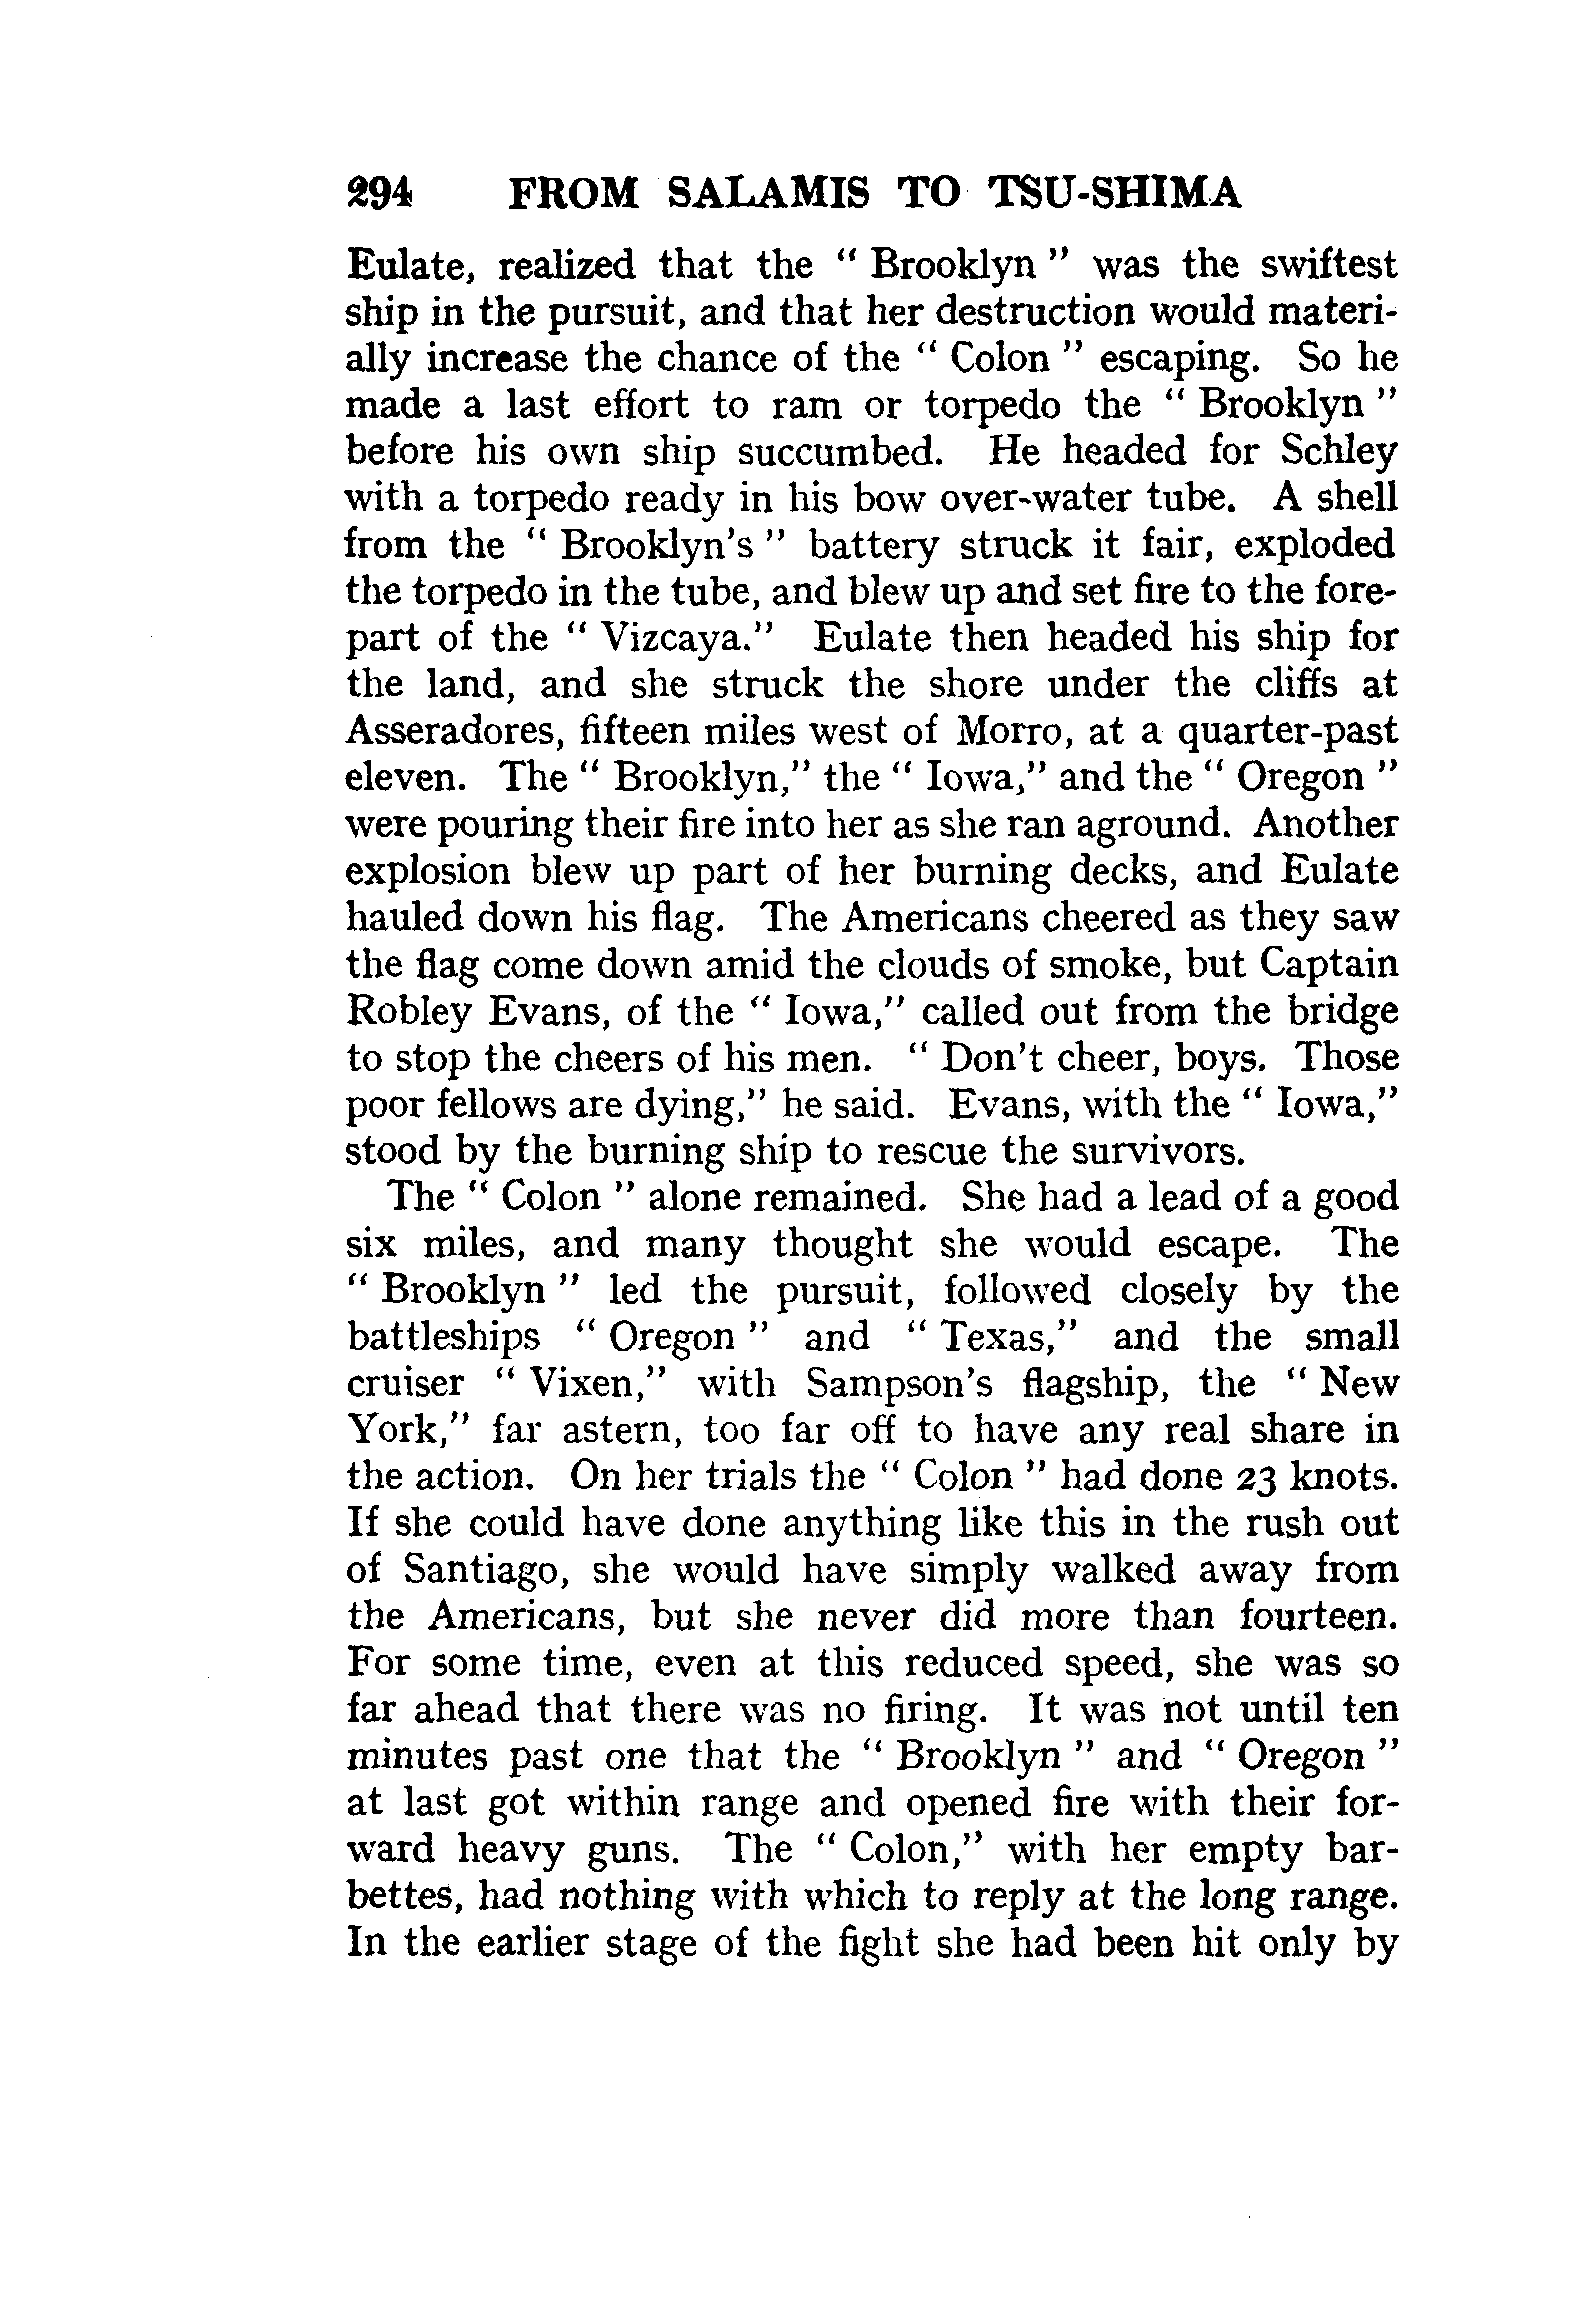 294 FROM SALAMIS TO TSU-SHIMA
Eulate, realized that the “ Brooklyn ” was the swiftest
ship in the pursuit, and that her destruction would materi-
ally increase the chance of the “ Colon ” escaping. So he
made a last effort to ram or torpedo the “ Brooklyn ”
before his own ship succumbed. He headed for Schley
with a torpedo ready in his bow over-water tube. A shell
from the “ Brooklyn’s ” battery struck it fair, exploded
the torpedo in the tube, and blew up and set fire to the fore-
part of the “ Vizcaya.” Eulate then headed his ship for
the land, and she struck the shore under the cliffs at
Asseradores, fifteen miles west of Morro, at a quarter-past
eleven. The “ Brooklyn,” the “ Iowa,” and the “ Oregon ”
were pouring their fire into her as she ran aground. Another
explosion blew up part of her burning decks, and Eulate
hauled down his flag. The Americans cheered as they saw
the flag come down amid the clouds of smoke, but Captain
Robley Evans, of the “ Iowa,” called out from the bridge
to stop the cheers of his men. “ Don’t cheer, boys. Those
poor fellows are dying,” he said. Evans, with the “ Iowa,”
stood by the burning ship to rescue the survivors.
The “ Colon ” alone remained. She had a lead of a good
six miles, and many thought she would escape. The
“ Brooklyn ” led the pursuit, followed closely by the
battleships “ Oregon ” and “ Texas,” and the small
cruiser “ Vixen,” with Sampson’s flagship, the “ New
York,” far astern, too far off to have any real share in
the action. On her trials the “ Colon ” had done 23 knots.
If she could have done anything like this in the rush out
of Santiago, she would have simply walked away from
the Americans, but she never did more than fourteen.
For some time, even at this reduced speed, she was so
far ahead that there was no firing. It was not until ten
minutes past one that the “ Brooklyn ” and “ Oregon ”
at last got within range and opened fire with their for-
ward heavy guns. The “ Colon,” with her empty bar-
bettes, had nothing with which to reply at the long range.
In the earlier stage of the fight she had been hit only by